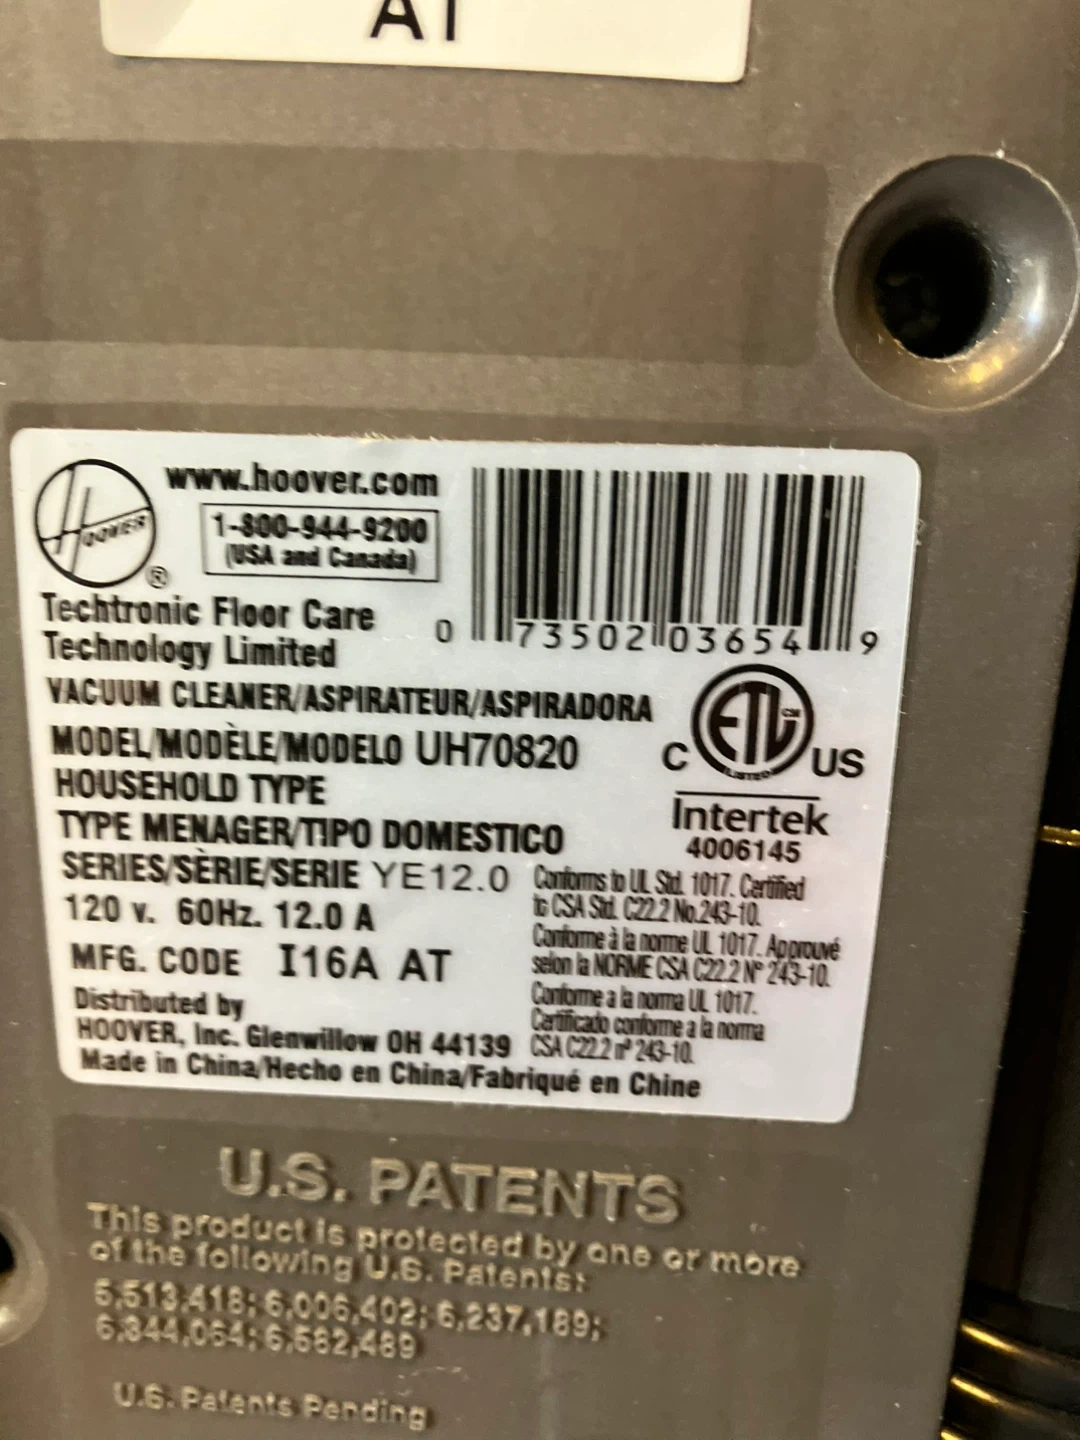 AT
www.hoover.com
HOOVER
®
1-800-944-9200
(USA and Canada)
0 73502 03654 9
Techtronic Floor Care
Technology Limited
VACUUM CLEANER/ASPIRATEUR/ASPIRADORA
MODEL/MODÈLE/MODELO UH70820
HOUSEHOLD TYPE
TYPE MENAGER/TIPO DOMESTICO
SERIES/SÈRIE/SERIE YE12.0
120 v. 60Hz. 12.0 A
MFG. CODE I16A AT
Distributed by
HOOVER, Inc. Glenwillow OH 44139
Made in China/Hecho en China/Fabriqué en Chine
ETL CM
LISTED
C US
Intertek
4006145
Conforms to UL Std. 1017. Certified
to CSA Std. C22.2 No.243-10.
Conforme à la norme UL 1017. Approuvé
selon la NORME CSA C22.2 N° 243-10.
Conforme a la norma UL 1017.
Certificado conforme a la norma
CSA C22.2 nº 243-10.
U.S. PATENTS
This product is protected by one or more
of the following U.S. Patents:
5,513,418; 6,006,402; 6,237,189;
6,344,064; 6,582,489
U.S. Patents Pending